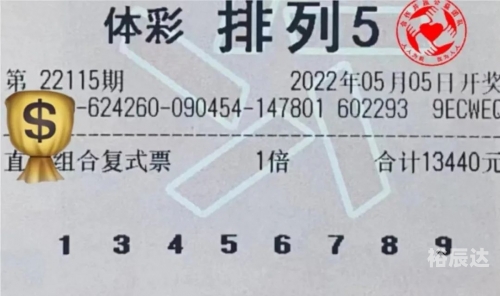 体彩 排列5
第 22115期 2022年05月05日开奖
-624260-090454-147801 602293 9ECWEQ
直 组合复式票 1倍 合计13440元
1 3 4 5 6 7 8 9
裕辰达